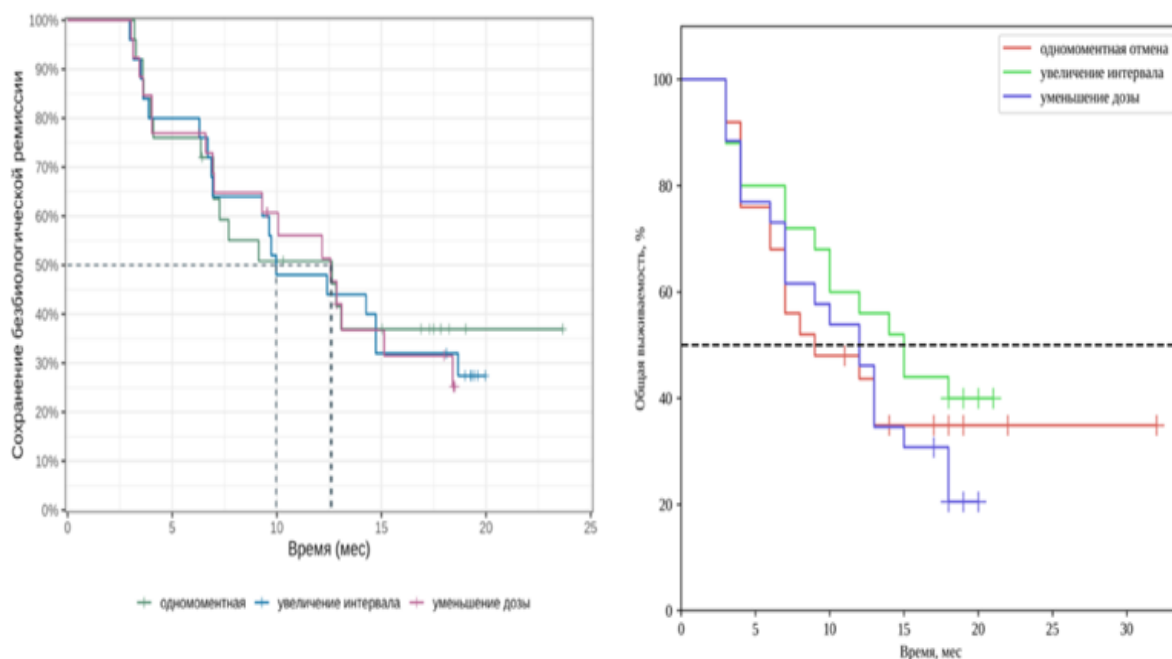 Сохранение безбиологической ремиссии
100%
90%
80%
70%
60%
50%
40%
30%
20%
10%
0%
0 5 10 15 20 25
Время (мес)
одномоментная увеличение интервала уменьшение дозы
Общая выживаемость, %
100
80
60
40
20
0
одномоментная отмена
увеличение интервала
уменьшение дозы
0 5 10 15 20 25 30
Время, мес